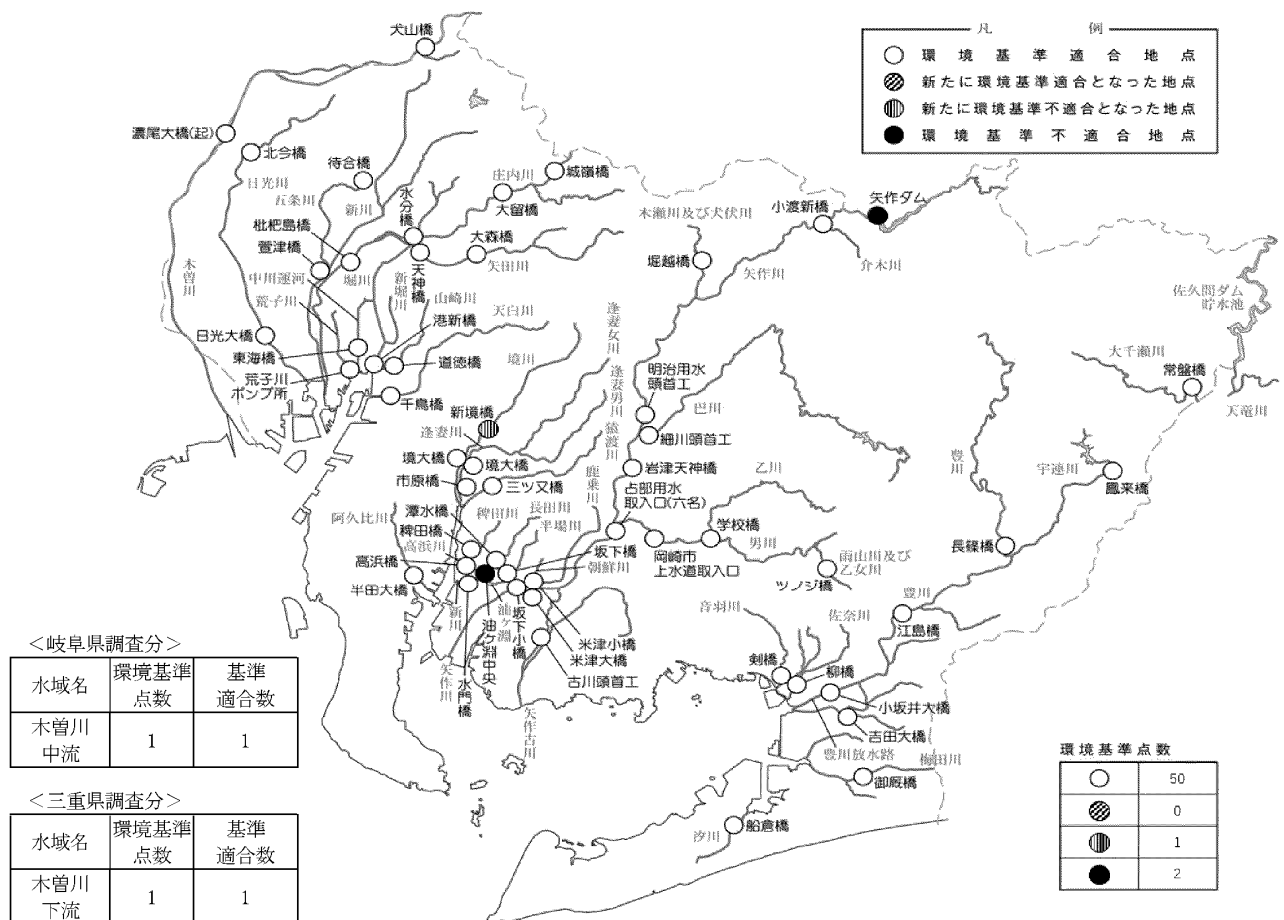 凡 例
環境基準適合地点
新たに環境基準適合となった地点
新たに環境基準不適合となった地点
環境基準不適合地点
犬山橋
濃尾大橋(起)
北今橋
待合橋
日光川
五条川
新川
庄内川
城嶺橋
大留橋
水分橋
枇杷島橋
萱津橋
大森橋
矢田川
天神橋
堀川
新堀川
中川運河
荒子川
木曽川
山崎川
天白川
港新橋
日光大橋
東海橋
道徳橋
荒子川
ポンプ所
千鳥橋
木瀬川及び犬伏川
小渡新橋
矢作ダム
堀越橋
矢作川
介木川
佐久間ダム
貯水池
大千瀬川
常盤橋
天竜川
逢妻女川
逢妻男川
境川
猿渡川
新境橋
逢妻川
明治用水
頭首工
巴川
細川頭首工
境大橋
境大橋
市原橋
三ツ又橋
鹿乗川
岩津天神橋
占部用水
取入口(六名)
乙川
豊川
宇連川
鳳来橋
阿久比川
潭水橋
稗田川
長田川
半場川
稗田橋
高浜川
高浜橋
半田大橋
坂下橋
朝鮮川
岡崎市
上水道取入口
学校橋
男川
雨山川及び
乙女川
ツノジ橋
長篠橋
豊川
江島橋
新川
油ヶ淵
油ヶ淵中央
坂下小橋
米津小橋
米津大橋
古川頭首工
矢作川
水門橋
矢作古川
音羽川
佐奈川
剣橋
柳橋
小坂井大橋
吉田大橋
豊川放水路
梅田川
御厩橋
汐川
船倉橋
<岐阜県調査分>
水域名 環境基準点数 基準適合数
木曽川中流 1 1
<三重県調査分>
水域名 環境基準点数 基準適合数
木曽川下流 1 1
環境基準点数
50
0
1
2